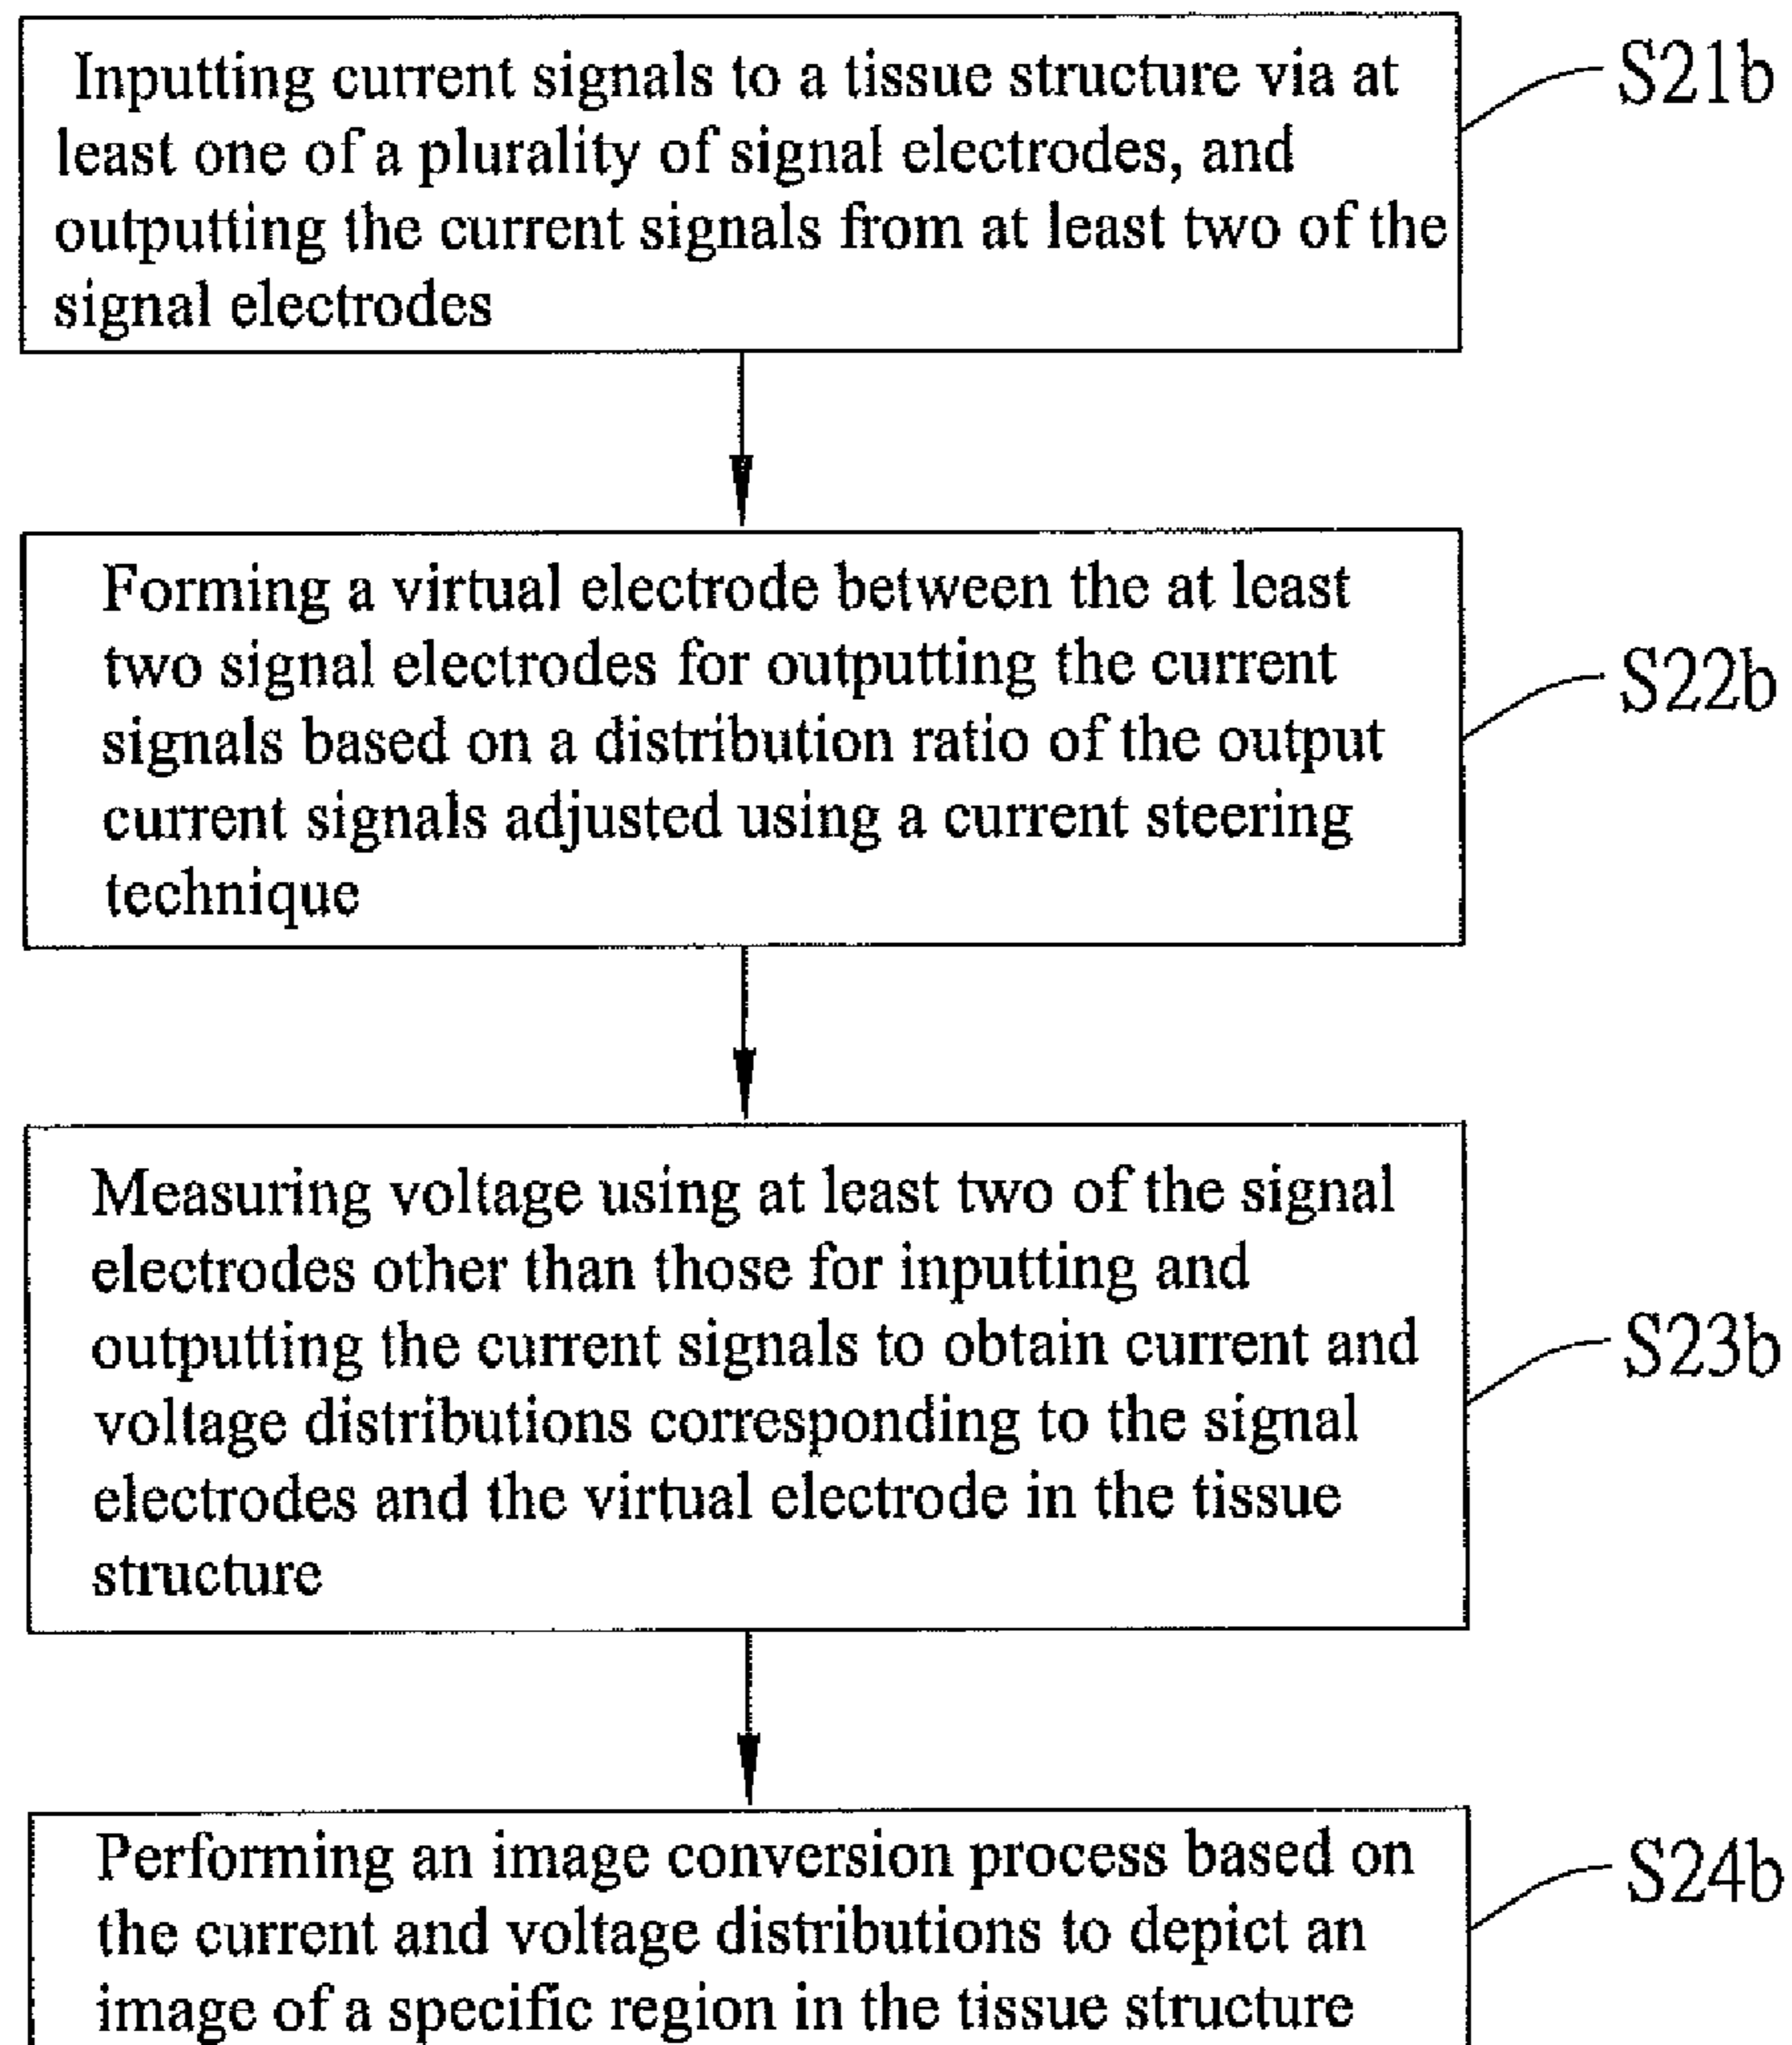 Inputting current signals to a tissue structure via at
least one of a plurality of signal electrodes, and
outputting the current signals from at least two of the
signal electrodes
S21b
Forming a virtual electrode between the at least
two signal electrodes for outputting the current
signals based on a distribution ratio of the output
current signals adjusted using a current steering
technique
S22b
Measuring voltage using at least two of the signal
electrodes other than those for inputting and
outputting the current signals to obtain current and
voltage distributions corresponding to the signal
electrodes and the virtual electrode in the tissue
structure
S23b
Performing an image conversion process based on
the current and voltage distributions to depict an
image of a specific region in the tissue structure
S24b